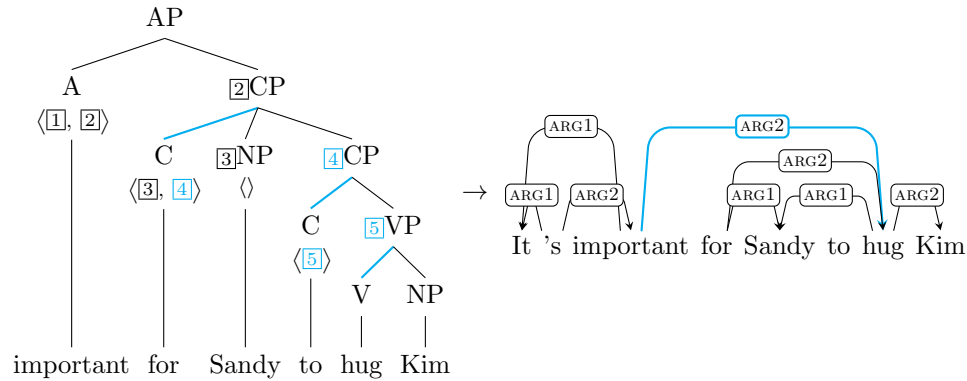 AP
A 2CP
⟨1, 2⟩
C 3NP 4CP
⟨3, 4⟩ ⟨⟩
C 5VP
⟨5⟩
V NP
important for Sandy to hug Kim
→
ARG1 ARG2
ARG2
ARG1 ARG2 ARG1 ARG1 ARG2
It 's important for Sandy to hug Kim